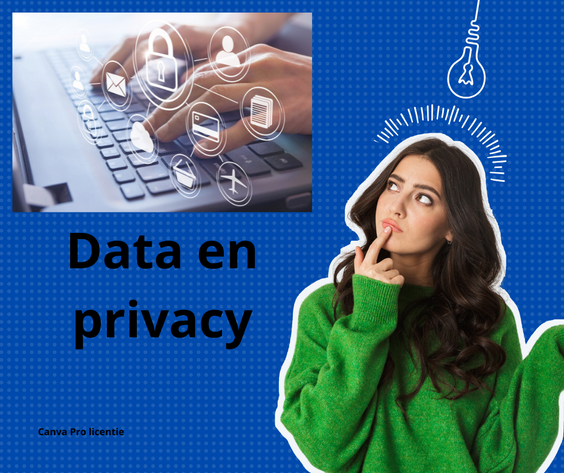 Data en
privacy
Canva Pro licentie